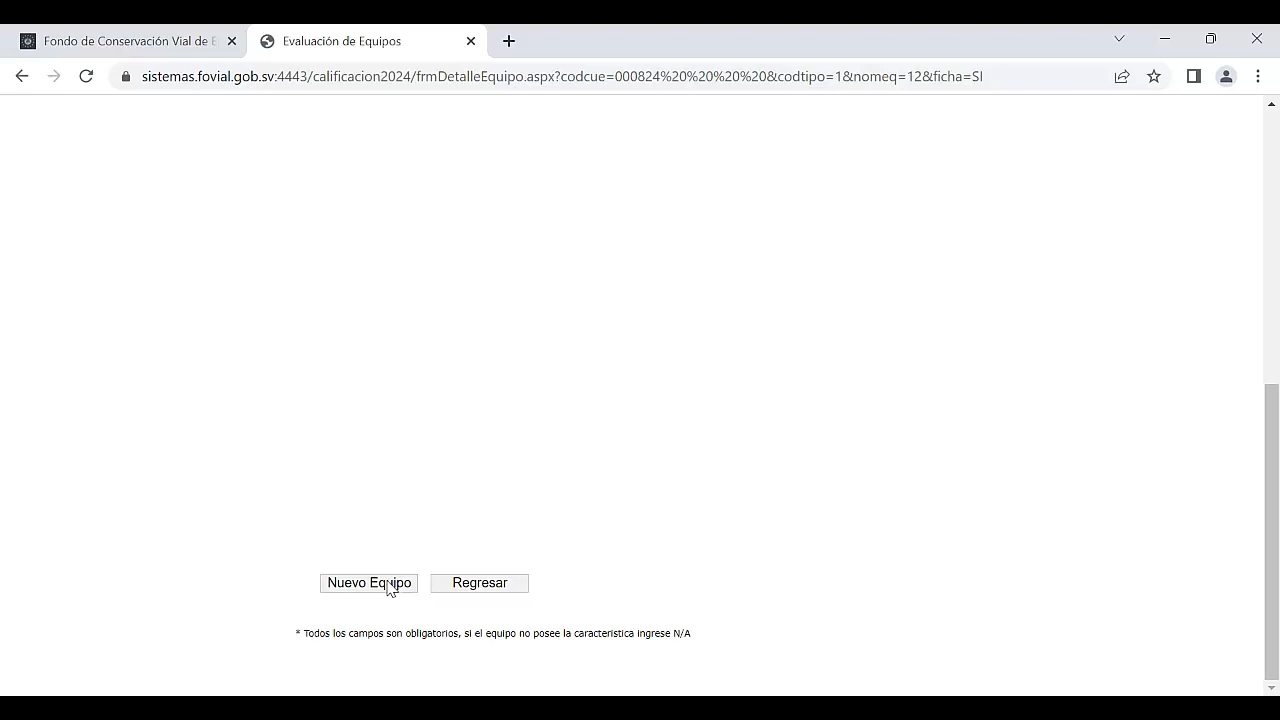 Fondo de Conservación Vial de E
Evaluación de Equipos
sistemas.fovial.gob.sv:4443/calificacion2024/frmDetalleEquipo.aspx?codcue=000824%20%20%20%20&codtipo=1&nomeq=12&ficha=SI
Nuevo Equipo
Regresar
* Todos los campos son obligatorios, si el equipo no posee la caracteristica ingrese N/A